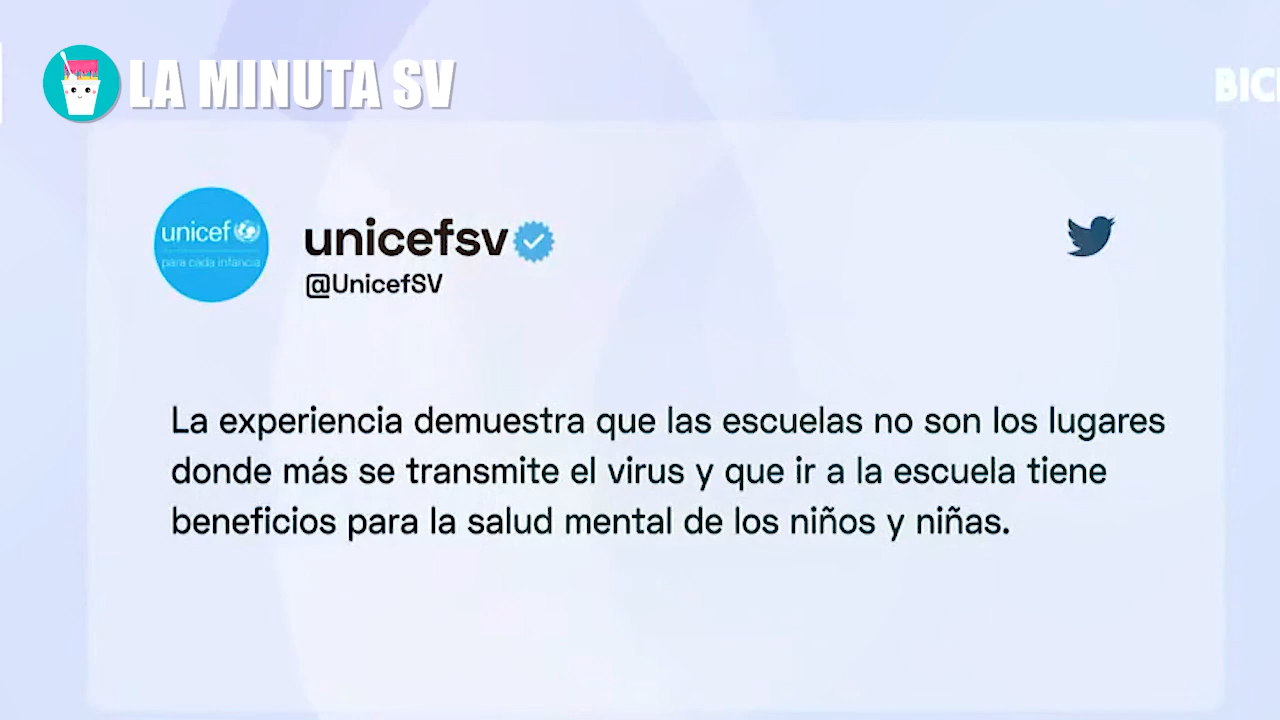 LA MINUTA SV
unicef
para cada infancia
unicefsv
@UnicefSV
La experiencia demuestra que las escuelas no son los lugares
donde más se transmite el virus y que ir a la escuela tiene
beneficios para la salud mental de los niños y niñas.